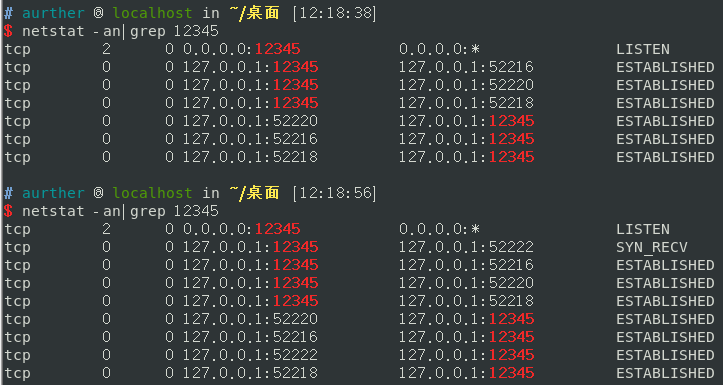 # aurther @ localhost in ~/桌面 [12:18:38]
$ netstat -an|grep 12345
tcp 2 0 0.0.0.0:12345 0.0.0.0:* LISTEN
tcp 0 0 127.0.0.1:12345 127.0.0.1:52216 ESTABLISHED
tcp 0 0 127.0.0.1:12345 127.0.0.1:52220 ESTABLISHED
tcp 0 0 127.0.0.1:12345 127.0.0.1:52218 ESTABLISHED
tcp 0 0 127.0.0.1:52220 127.0.0.1:12345 ESTABLISHED
tcp 0 0 127.0.0.1:52216 127.0.0.1:12345 ESTABLISHED
tcp 0 0 127.0.0.1:52218 127.0.0.1:12345 ESTABLISHED
# aurther @ localhost in ~/桌面 [12:18:56]
$ netstat -an|grep 12345
tcp 2 0 0.0.0.0:12345 0.0.0.0:* LISTEN
tcp 0 0 127.0.0.1:12345 127.0.0.1:52222 SYN_RECV
tcp 0 0 127.0.0.1:12345 127.0.0.1:52216 ESTABLISHED
tcp 0 0 127.0.0.1:12345 127.0.0.1:52220 ESTABLISHED
tcp 0 0 127.0.0.1:12345 127.0.0.1:52218 ESTABLISHED
tcp 0 0 127.0.0.1:52220 127.0.0.1:12345 ESTABLISHED
tcp 0 0 127.0.0.1:52216 127.0.0.1:12345 ESTABLISHED
tcp 0 0 127.0.0.1:52222 127.0.0.1:12345 ESTABLISHED
tcp 0 0 127.0.0.1:52218 127.0.0.1:12345 ESTABLISHED